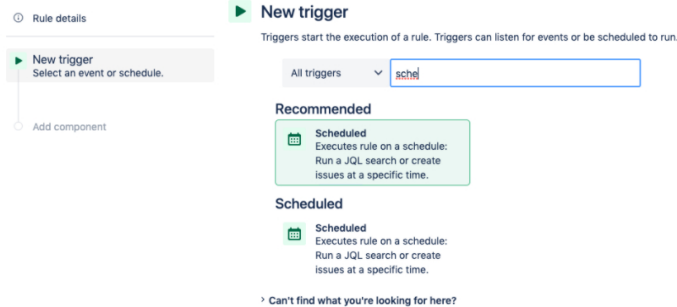 Rule details
New trigger
Select an event or schedule.
Add component
New trigger
Triggers start the execution of a rule. Triggers can listen for events or be scheduled to run.
All triggers
sche
Recommended
Scheduled
Executes rule on a schedule:
Run a JQL search or create
issues at a specific time.
Scheduled
Scheduled
Executes rule on a schedule:
Run a JQL search or create
issues at a specific time.
Can't find what you're looking for here?